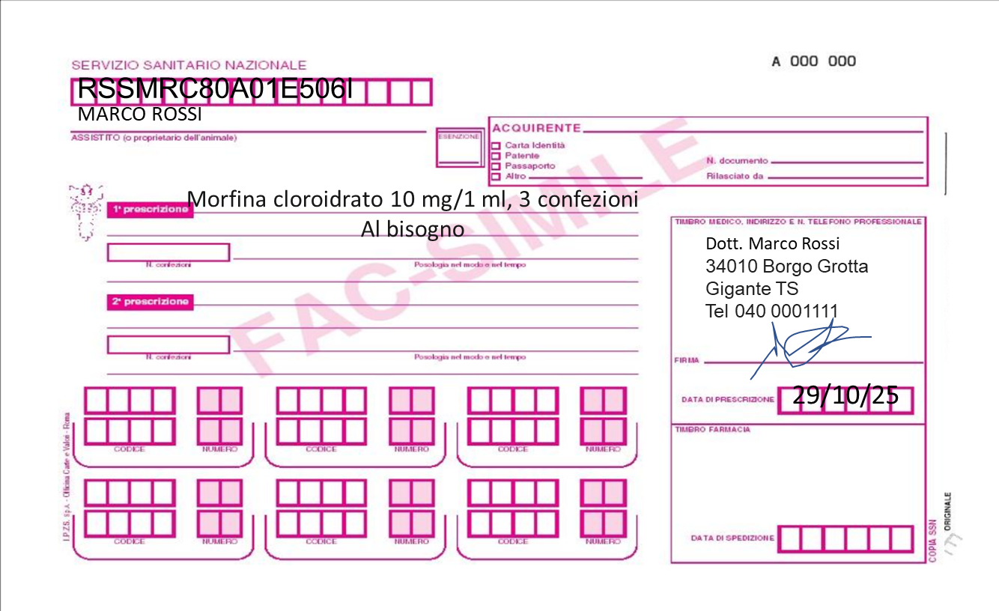 SERVIZIO SANITARIO NAZIONALE
A 000 000
RSSMRC80A01E506I
MARCO ROSSI
ASSISTITO (o proprietario dell'animale)
ESENZIONE
ACQUIRENTE
Carta Identità
Patente
Passaporto
Altro
N. documento
Rilasciato da
FAC-SIMILE
1ª prescrizione
Morfina cloroidrato 10 mg/1 ml, 3 confezioni
Al bisogno
N. confezioni
Posologia nel modo e nel tempo
2ª prescrizione
N. confezioni
Posologia nel modo e nel tempo
TIMBRO MEDICO, INDIRIZZO E N. TELEFONO PROFESSIONALE
Dott. Marco Rossi
34010 Borgo Grotta
Gigante TS
Tel 040 0001111
FIRMA
DATA DI PRESCRIZIONE
29/10/25
TIMBRO FARMACIA
DATA DI SPEDIZIONE
CODICE NUMERO CODICE NUMERO CODICE NUMERO
CODICE NUMERO CODICE NUMERO CODICE NUMERO
I.P.Z.S. S.p.A. - Officina Carte e Valori - Roma
COPIA SSN
ORIGINALE